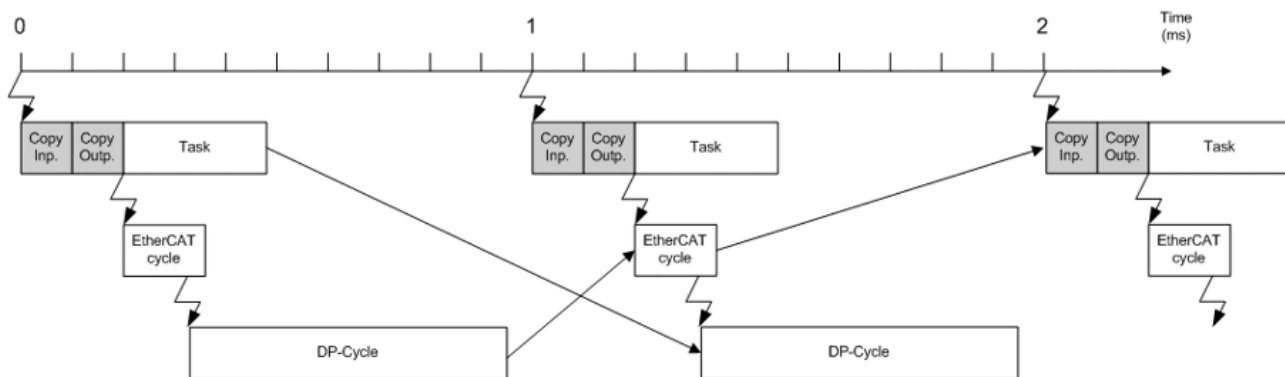 0
1
2
Time
(ms)
Copy
Inp.
Copy
Outp.
Task
Copy
Inp.
Copy
Outp.
Task
Copy
Inp.
Copy
Outp.
Task
EtherCAT
cycle
EtherCAT
cycle
EtherCAT
cycle
DP-Cycle
DP-Cycle